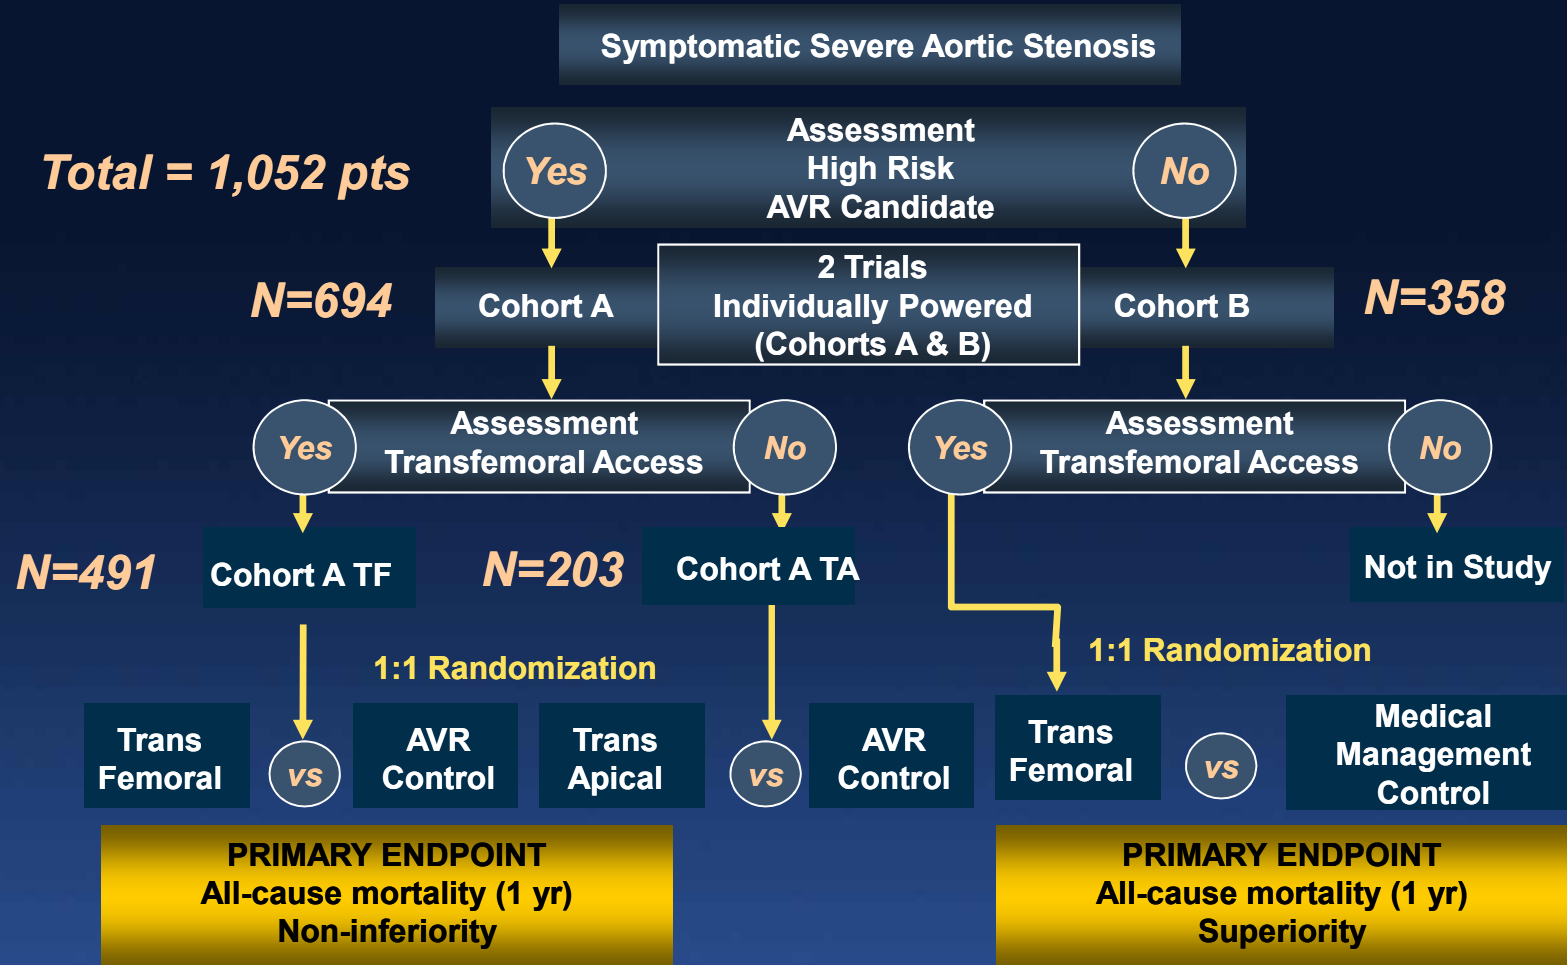 Symptomatic Severe Aortic Stenosis
Total = 1,052 pts
Yes
Assessment
High Risk
AVR Candidate
No
N=694
Cohort A
2 Trials
Individually Powered
(Cohorts A & B)
Cohort B
N=358
Yes
Assessment
Transfemoral Access
No
Yes
Assessment
Transfemoral Access
No
N=491
Cohort A TF
N=203
Cohort A TA
Not in Study
1:1 Randomization
1:1 Randomization
Trans
Femoral
vs
AVR
Control
Trans
Apical
vs
AVR
Control
Trans
Femoral
vs
Medical
Management
Control
PRIMARY ENDPOINT
All-cause mortality (1 yr)
Non-inferiority
PRIMARY ENDPOINT
All-cause mortality (1 yr)
Superiority